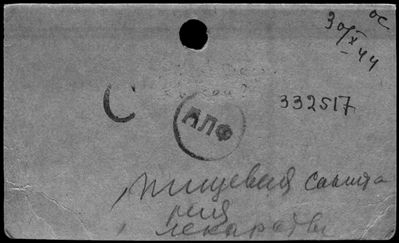 ос
30/X 44
332517
АЛФ
пищевая санита
рия
лекарства